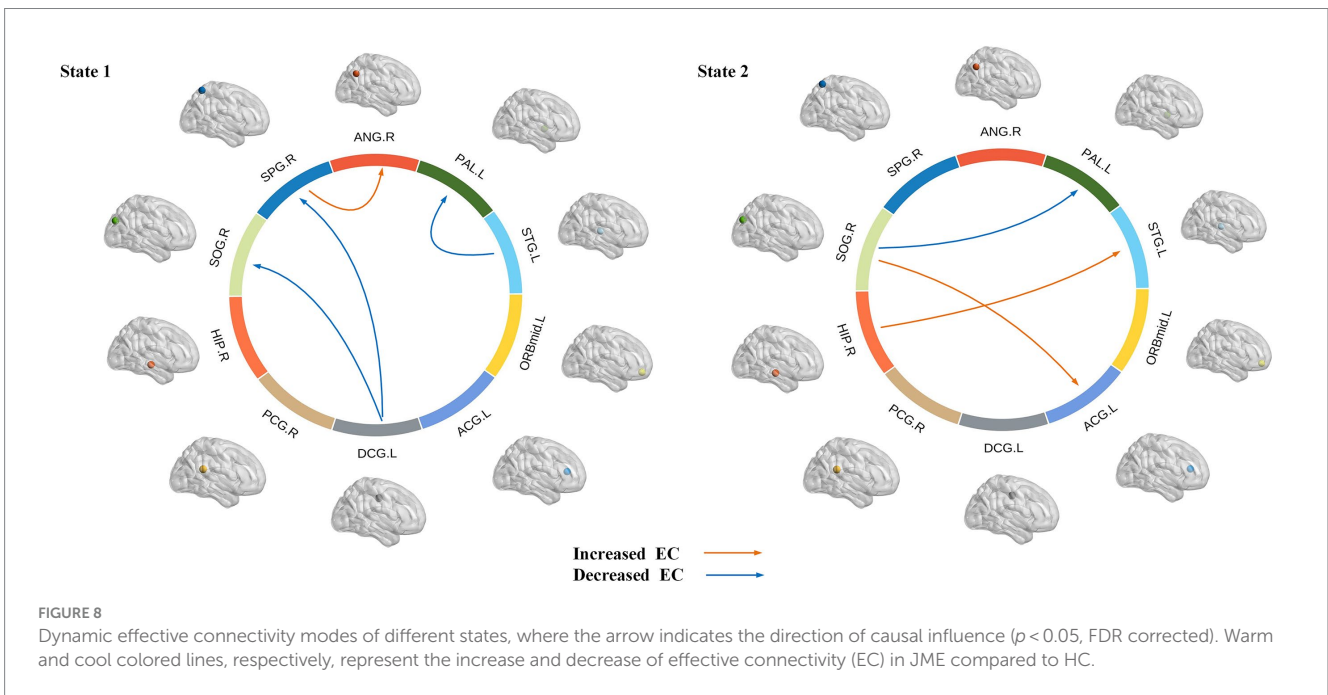 State 1
ANG.R
SPG.R
PAL.L
SOG.R
STG.L
HIP.R
ORBmid.L
PCG.R
ACG.L
DCG.L
State 2
ANG.R
SPG.R
PAL.L
SOG.R
STG.L
HIP.R
ORBmid.L
PCG.R
ACG.L
DCG.L
Increased EC
Decreased EC
FIGURE 8
Dynamic effective connectivity modes of different states, where the arrow indicates the direction of causal influence (p < 0.05, FDR corrected). Warm
and cool colored lines, respectively, represent the increase and decrease of effective connectivity (EC) in JME compared to HC.